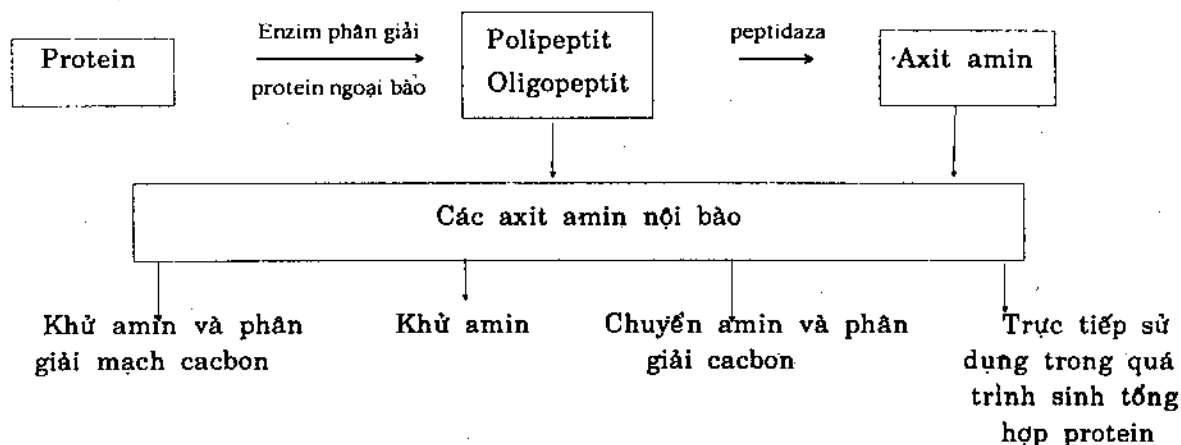 Protein
Enzim phân giải
protein ngoại bào
Polipeptit
Oligopeptit
peptidaza
Axit amin
Các axit amin nội bào
Khử amin và phân
giải mạch cacbon
Khử amin
Chuyển amin và phân
giải cacbon
Trực tiếp sử
dụng trong quá
trình sinh tổng
hợp protein